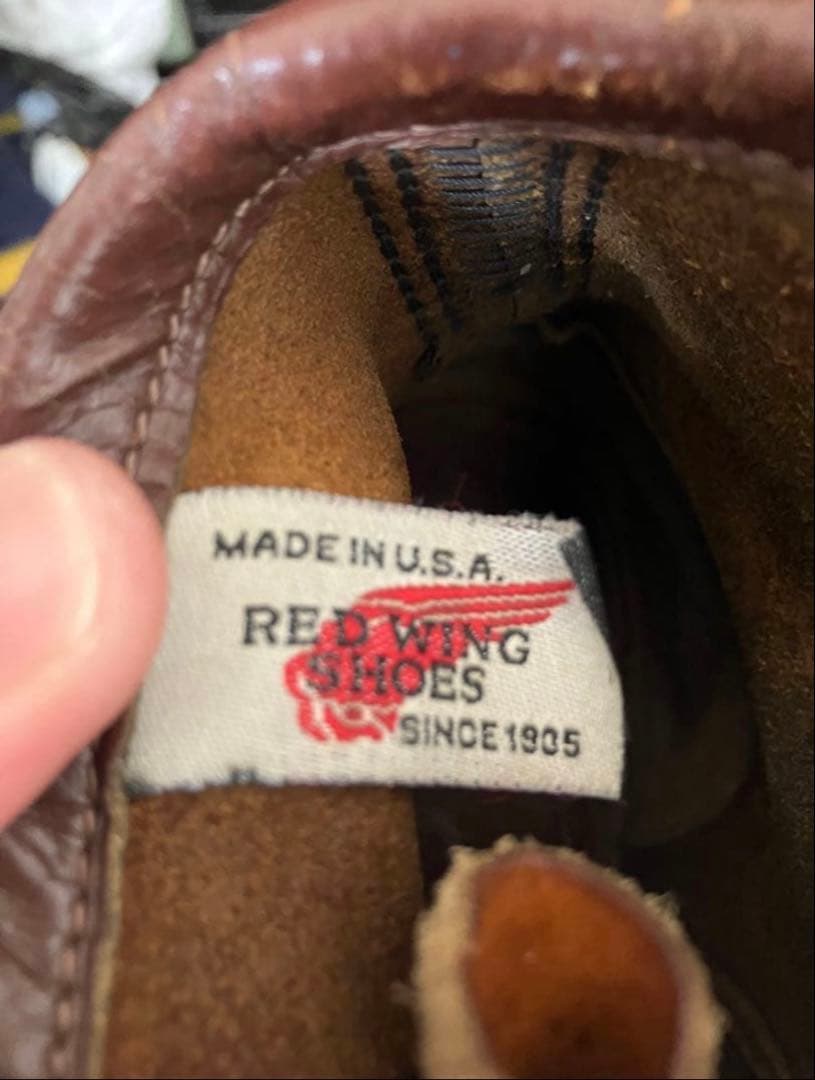 MADE IN U.S.A.
RED WING
SHOES
SINCE 1905